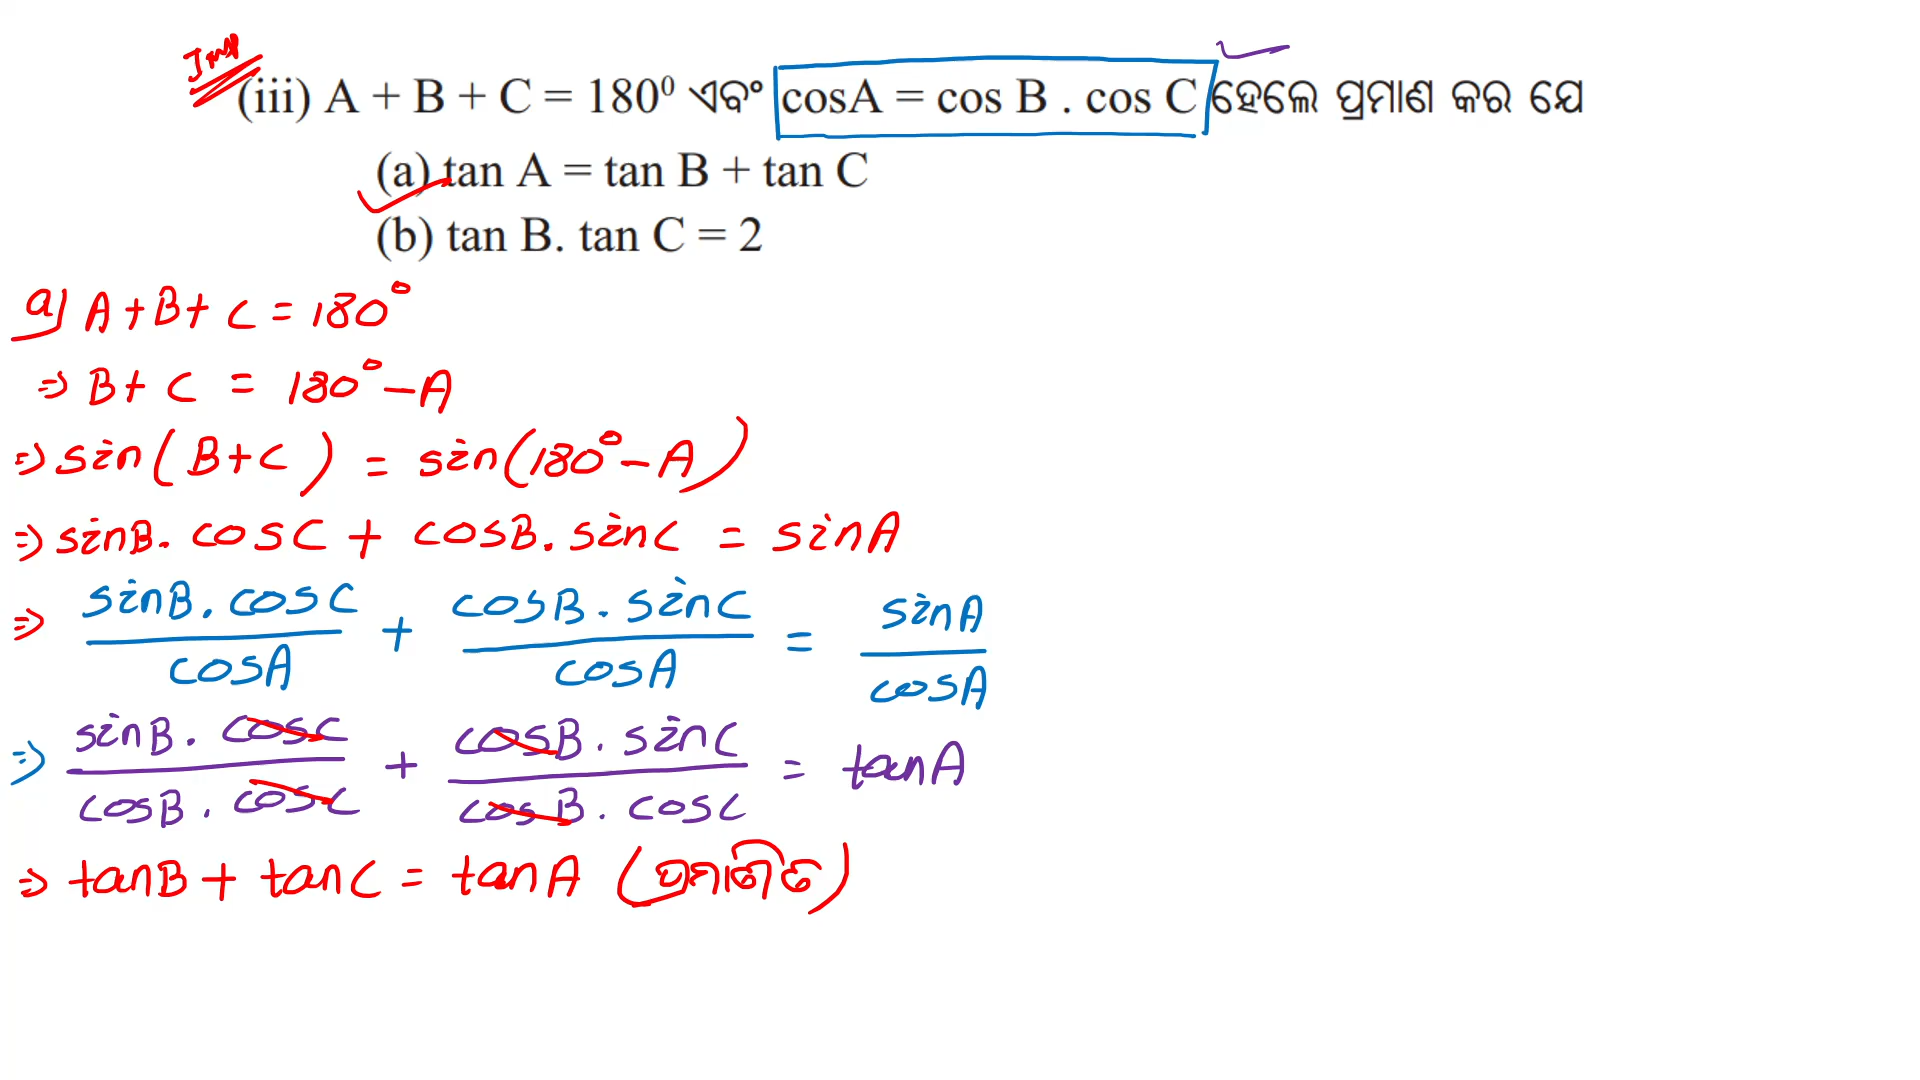 Imp
(iii) A + B + C = 180⁰ ଏବଂ cosA = cos B . cos C ହେଲେ ପ୍ରମାଣ କର ଯେ
(a) tan A = tan B + tan C
(b) tan B. tan C = 2
a) A + B + C = 180°
⇒ B + C = 180° – A
⇒ sin(B+C) = sin(180° – A)
⇒ sinB. cosC + cosB. sinC = sinA
⇒ sinB. cosC / cosA + cosB. sinC / cosA = sinA / cosA
⇒ sinB. cosC / cosB. cosC + cosB. sinC / cosB. cosC = tanA
⇒ tanB + tanC = tanA (ପ୍ରମାଣିତ)